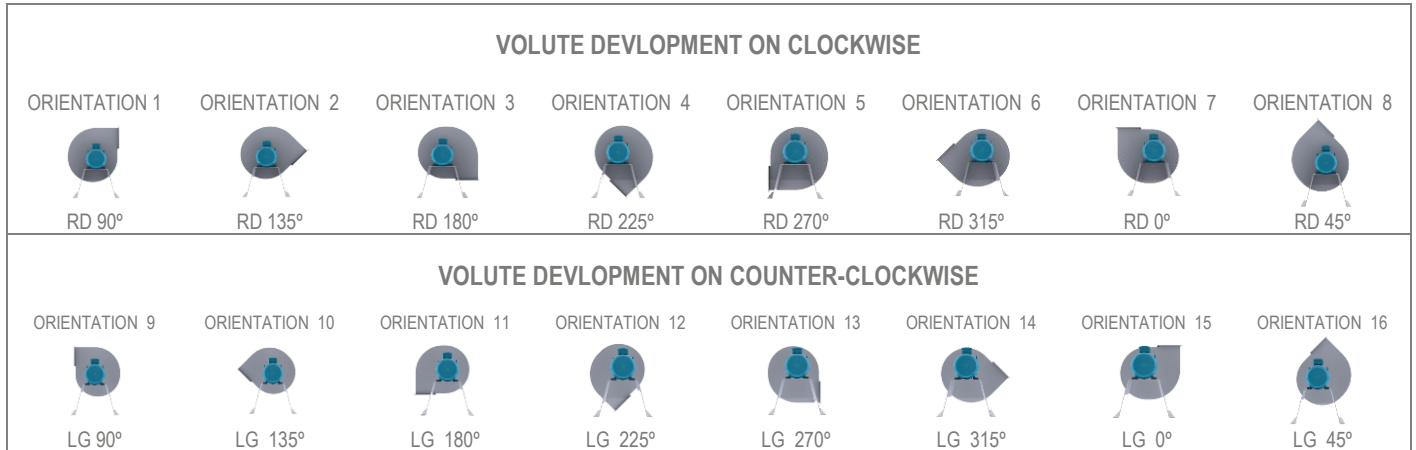 VOLUTE DEVLOPMENT ON CLOCKWISE
ORIENTATION 1 ORIENTATION 2 ORIENTATION 3 ORIENTATION 4 ORIENTATION 5 ORIENTATION 6 ORIENTATION 7 ORIENTATION 8
RD 90º RD 135º RD 180º RD 225º RD 270º RD 315º RD 0º RD 45º
VOLUTE DEVLOPMENT ON COUNTER-CLOCKWISE
ORIENTATION 9 ORIENTATION 10 ORIENTATION 11 ORIENTATION 12 ORIENTATION 13 ORIENTATION 14 ORIENTATION 15 ORIENTATION 16
LG 90º LG 135º LG 180º LG 225º LG 270º LG 315º LG 0º LG 45º